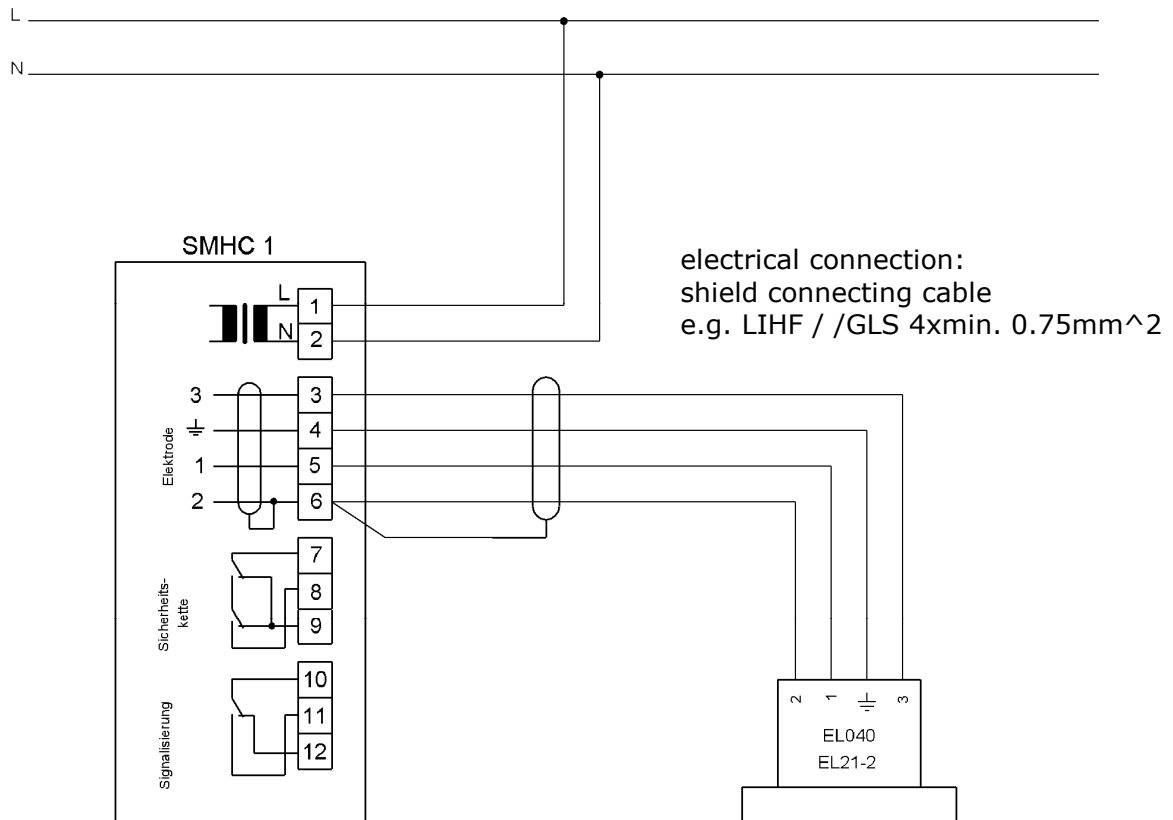 L
N
SMHC 1
electrical connection:
shield connecting cable
e.g. LIHF / /GLS 4xmin. 0.75mm^2
L 1
N 2
3 3
4
1 5
2 6
Elektrode
7
8
9
Sicherheits-
kette
10
11
12
Signalisierung
2 1 3
EL040
EL21-2